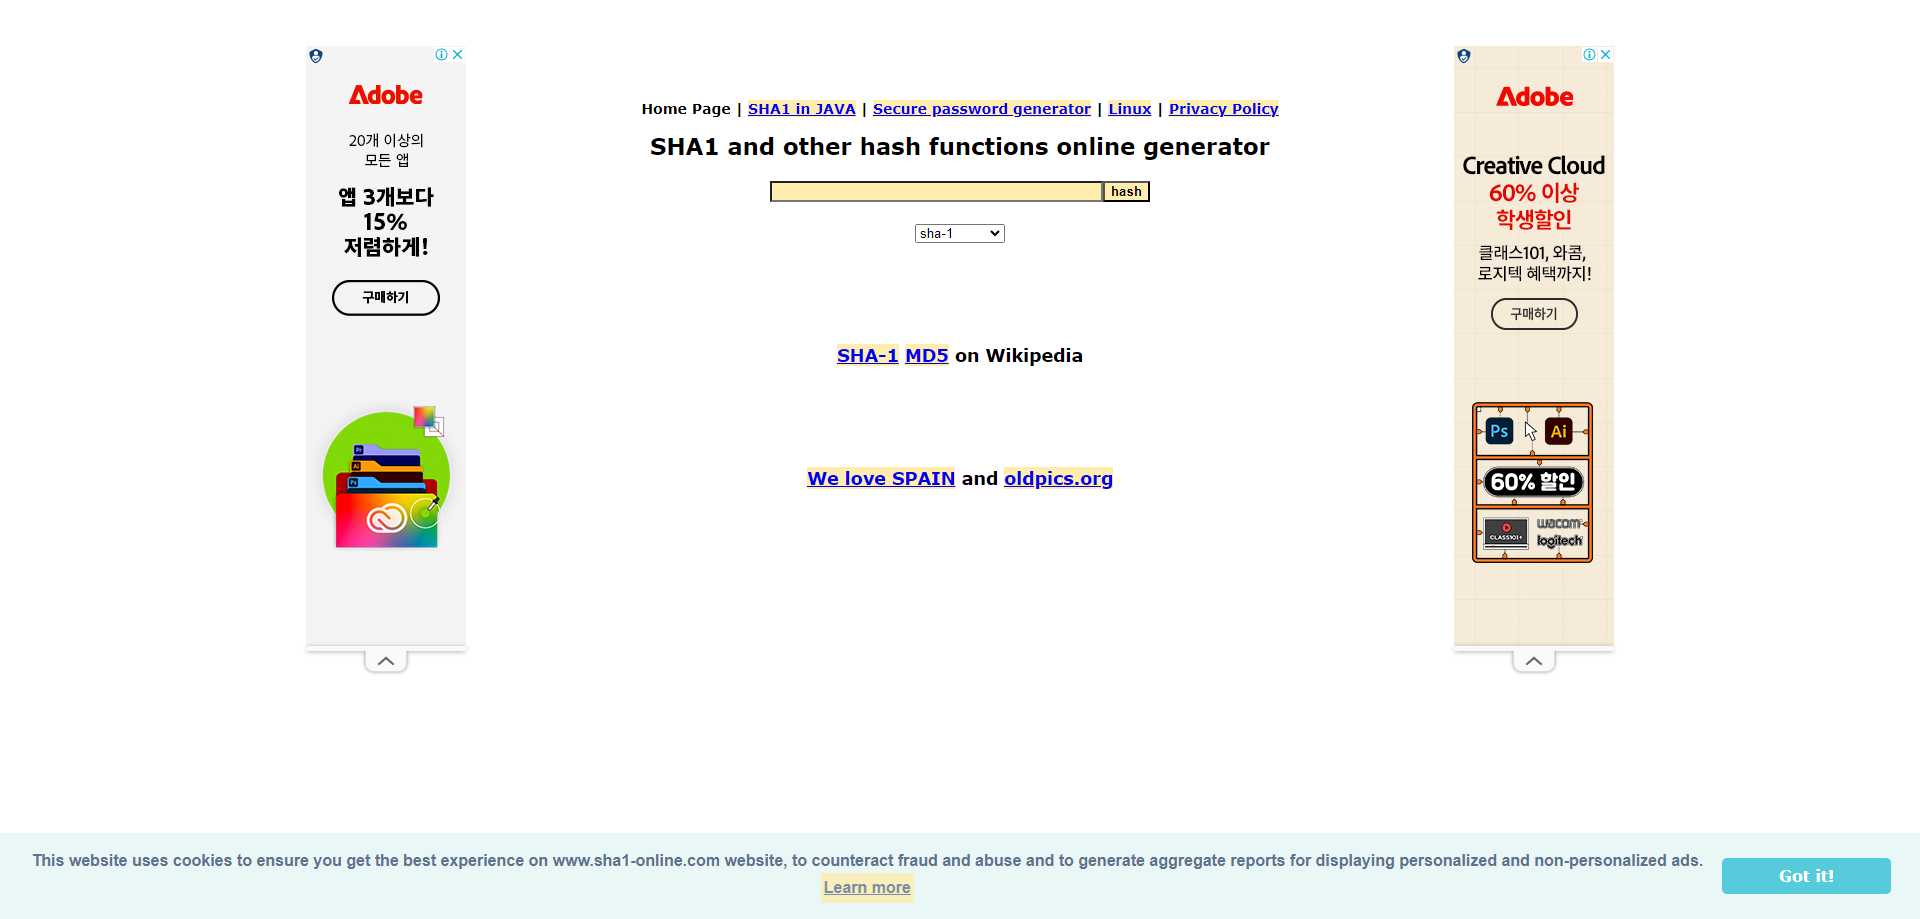 Adobe
20개 이상의
모든 앱
앱 3개보다
15%
저렴하게!
구매하기
Pr
Ai
Ps
Home Page | SHA1 in JAVA | Secure password generator | Linux | Privacy Policy
SHA1 and other hash functions online generator
hash
sha-1
SHA-1 MD5 on Wikipedia
We love SPAIN and oldpics.org
Adobe
Creative Cloud
60% 이상
학생할인
클래스101, 와콤,
로지텍 혜택까지!
구매하기
Ps Ai
60% 할인
CLASS101+
wacom
logitech
This website uses cookies to ensure you get the best experience on www.sha1-online.com website, to counteract fraud and abuse and to generate aggregate reports for displaying personalized and non-personalized ads.
Learn more
Got it!